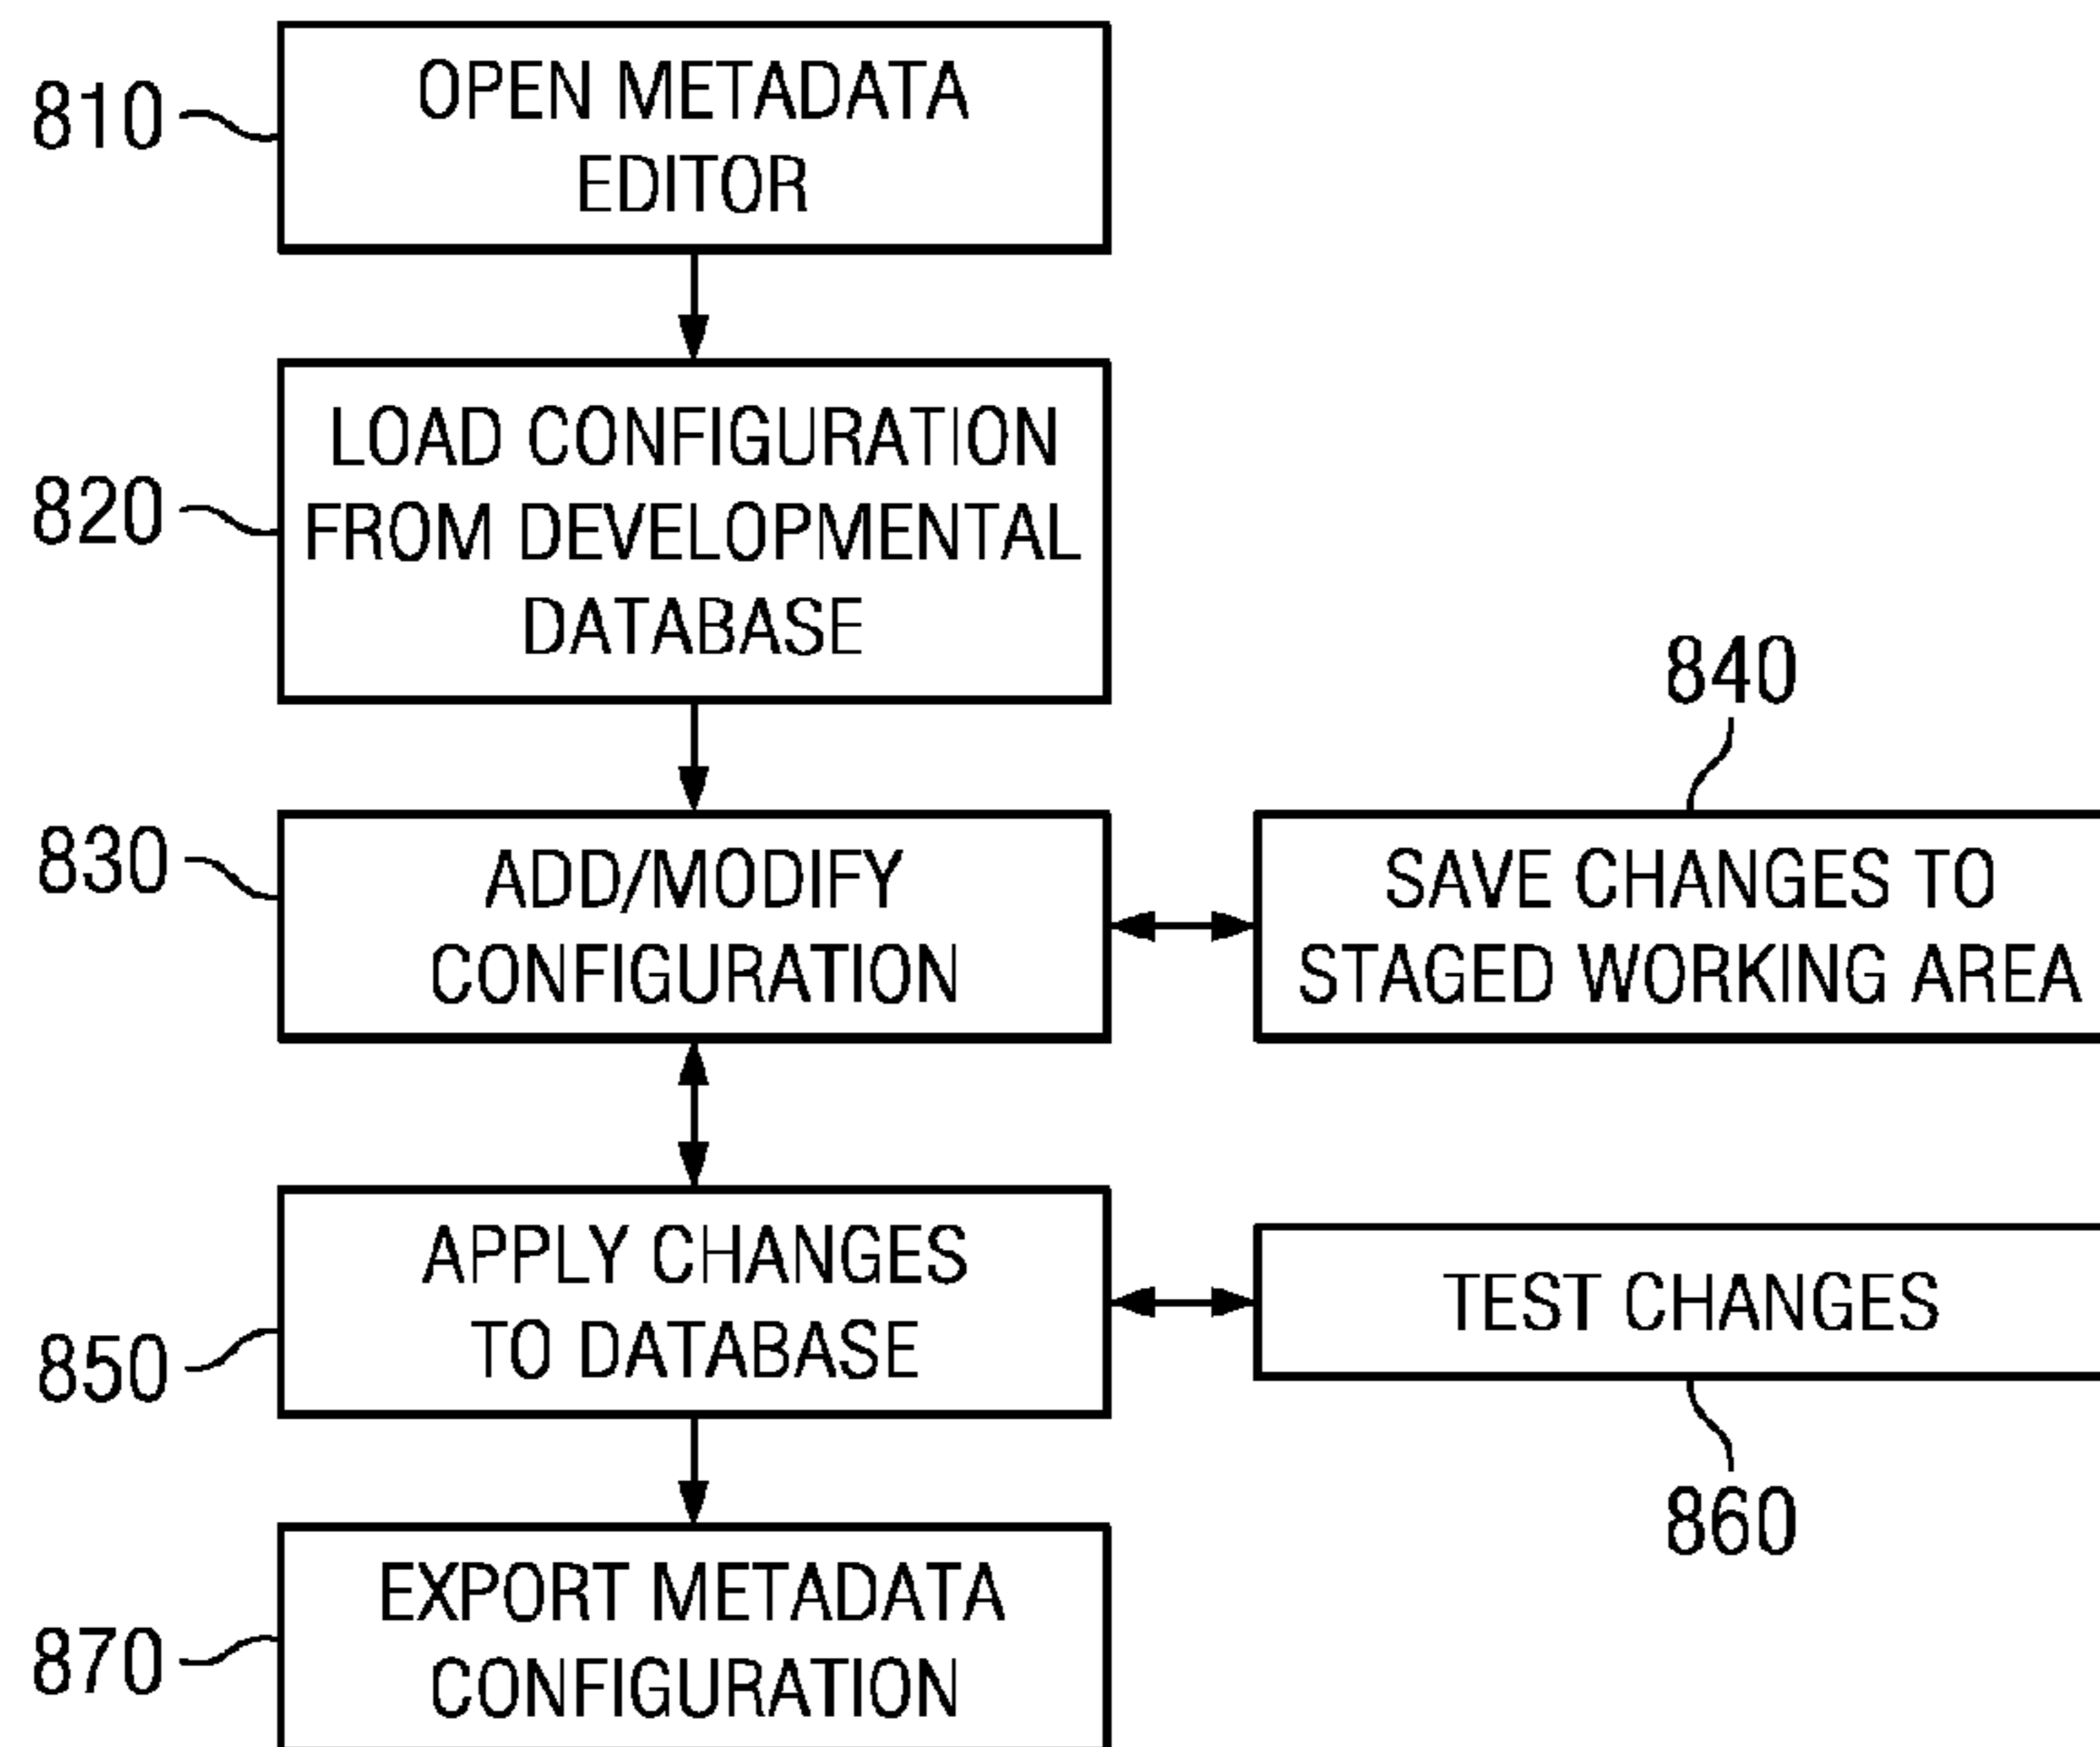 810
OPEN METADATA
EDITOR
820
LOAD CONFIGURATION
FROM DEVELOPMENTAL
DATABASE
830
ADD/MODIFY
CONFIGURATION
840
SAVE CHANGES TO
STAGED WORKING AREA
850
APPLY CHANGES
TO DATABASE
TEST CHANGES
860
870
EXPORT METADATA
CONFIGURATION